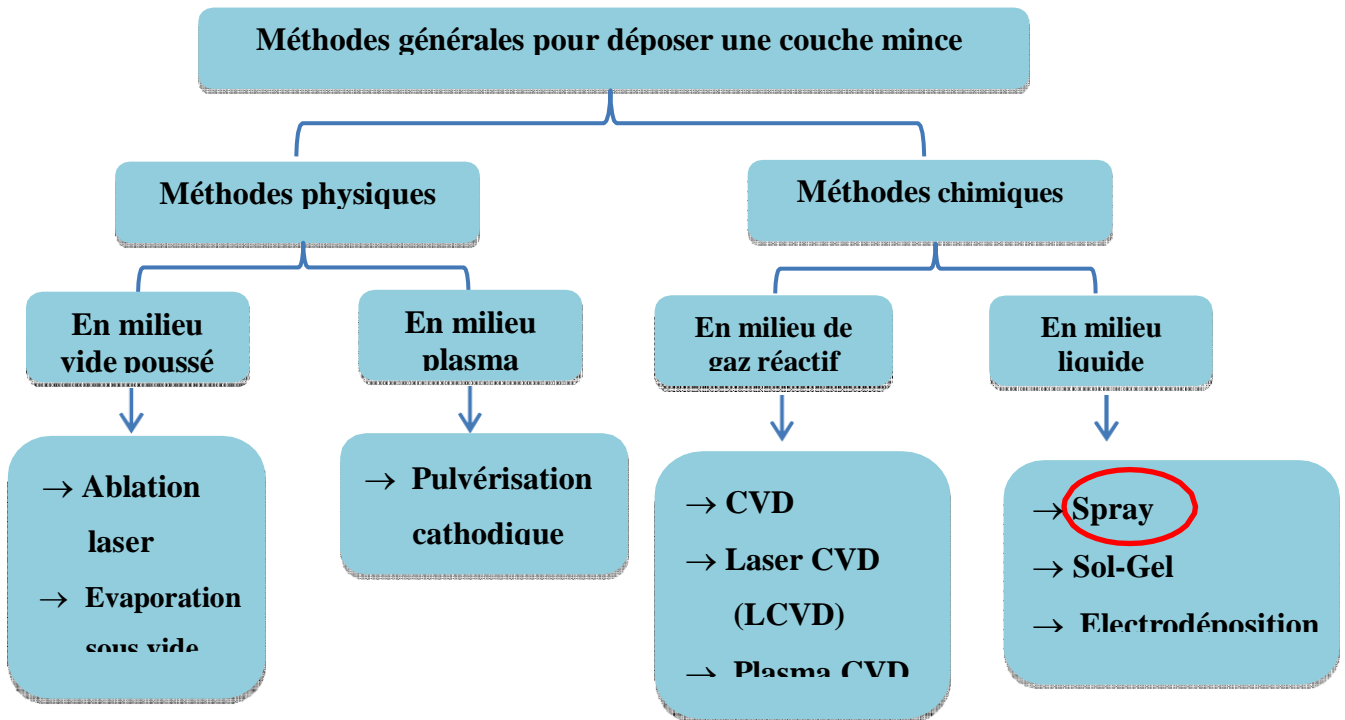 Méthodes générales pour déposer une couche mince
Méthodes physiques
Méthodes chimiques
En milieu
vide poussé
En milieu
plasma
En milieu de
gaz réactif
En milieu
liquide
→ Ablation
laser
→ Evaporation
sous vide
→ Pulvérisation
cathodique
→ CVD
→ Laser CVD
(LCVD)
→ Plasma CVD
→ Spray
→ Sol-Gel
→ Electrodéposition